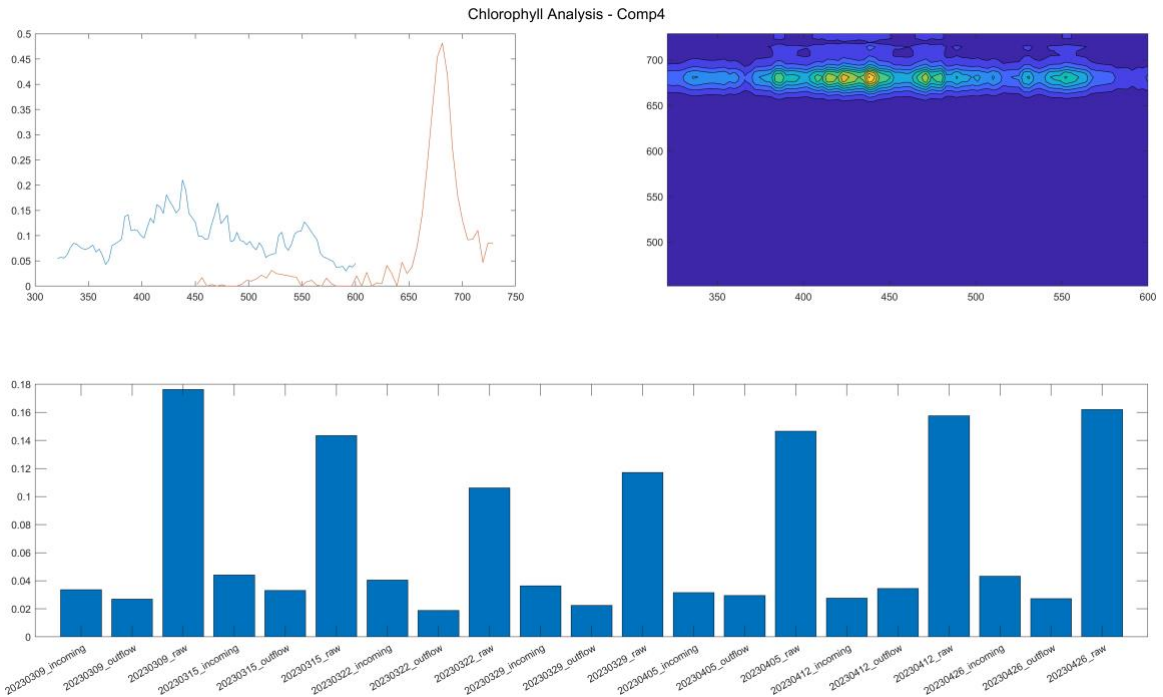 Chlorophyll Analysis - Comp4
0.5
0.45
0.4
0.35
0.3
0.25
0.2
0.15
0.1
0.05
0
300 350 400 450 500 550 600 650 700 750
700
650
600
550
500
350 400 450 500 550 600
0.18
0.16
0.14
0.12
0.1
0.08
0.06
0.04
0.02
0
20230309_incoming
20230309_outflow
20230309_raw
20230315_incoming
20230315_outflow
20230315_raw
20230322_incoming
20230322_outflow
20230322_raw
20230329_incoming
20230329_outflow
20230329_raw
20230405_incoming
20230405_outflow
20230405_raw
20230412_incoming
20230412_outflow
20230412_raw
20230426_incoming
20230426_outflow
20230426_raw